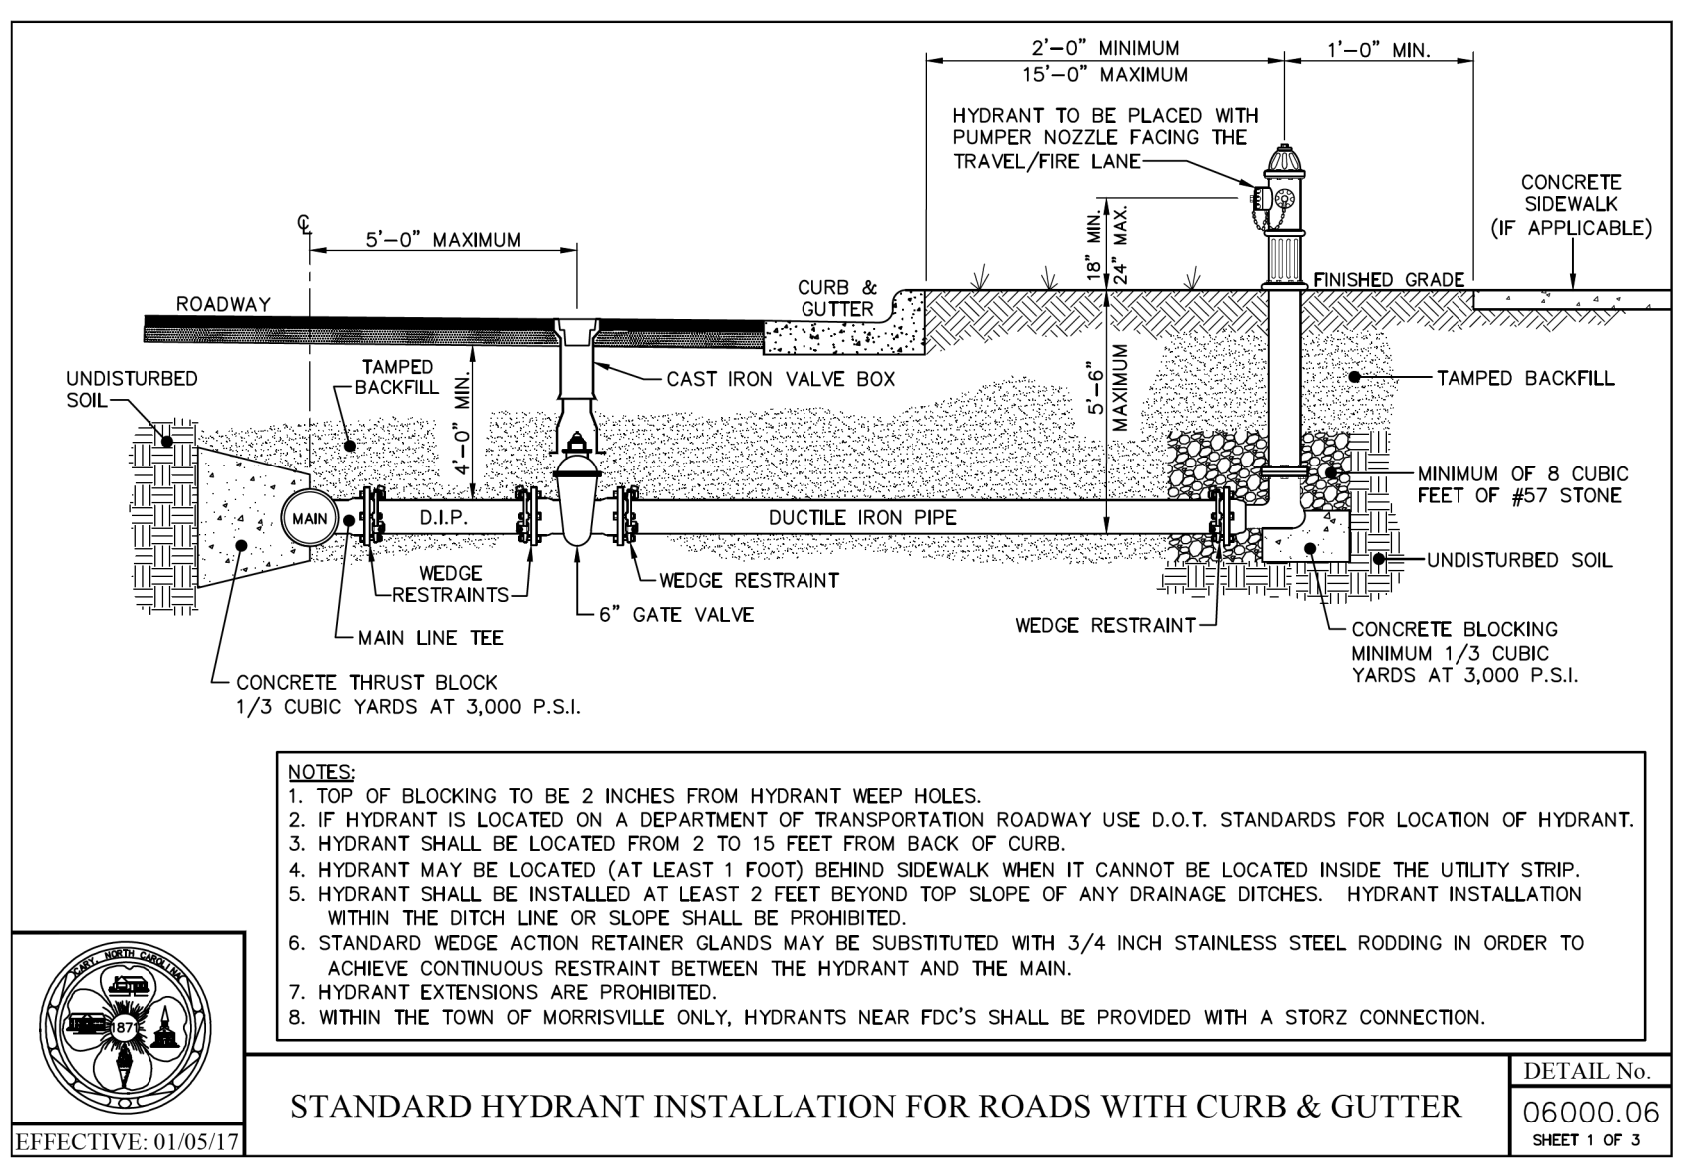 2'-0" MINIMUM
15'-0" MAXIMUM
1'-0" MIN.
HYDRANT TO BE PLACED WITH
PUMPER NOZZLE FACING THE
TRAVEL/FIRE LANE
CONCRETE
SIDEWALK
(IF APPLICABLE)
18" MIN.
24" MAX.
℄
5'-0" MAXIMUM
FINISHED GRADE
CURB &
GUTTER
ROADWAY
UNDISTURBED
SOIL
TAMPED
BACKFILL
4'-0" MIN.
CAST IRON VALVE BOX
5'-6"
MAXIMUM
TAMPED BACKFILL
MINIMUM OF 8 CUBIC
FEET OF #57 STONE
MAIN
D.I.P.
DUCTILE IRON PIPE
UNDISTURBED SOIL
WEDGE
RESTRAINTS
WEDGE RESTRAINT
6" GATE VALVE
WEDGE RESTRAINT
MAIN LINE TEE
CONCRETE BLOCKING
MINIMUM 1/3 CUBIC
YARDS AT 3,000 P.S.I.
CONCRETE THRUST BLOCK
1/3 CUBIC YARDS AT 3,000 P.S.I.
NOTES:
1. TOP OF BLOCKING TO BE 2 INCHES FROM HYDRANT WEEP HOLES.
2. IF HYDRANT IS LOCATED ON A DEPARTMENT OF TRANSPORTATION ROADWAY USE D.O.T. STANDARDS FOR LOCATION OF HYDRANT.
3. HYDRANT SHALL BE LOCATED FROM 2 TO 15 FEET FROM BACK OF CURB.
4. HYDRANT MAY BE LOCATED (AT LEAST 1 FOOT) BEHIND SIDEWALK WHEN IT CANNOT BE LOCATED INSIDE THE UTILITY STRIP.
5. HYDRANT SHALL BE INSTALLED AT LEAST 2 FEET BEYOND TOP SLOPE OF ANY DRAINAGE DITCHES. HYDRANT INSTALLATION
WITHIN THE DITCH LINE OR SLOPE SHALL BE PROHIBITED.
6. STANDARD WEDGE ACTION RETAINER GLANDS MAY BE SUBSTITUTED WITH 3/4 INCH STAINLESS STEEL RODDING IN ORDER TO
ACHIEVE CONTINUOUS RESTRAINT BETWEEN THE HYDRANT AND THE MAIN.
7. HYDRANT EXTENSIONS ARE PROHIBITED.
8. WITHIN THE TOWN OF MORRISVILLE ONLY, HYDRANTS NEAR FDC'S SHALL BE PROVIDED WITH A STORZ CONNECTION.
CARY, NORTH CAROLINA
1871
EFFECTIVE: 01/05/17
STANDARD HYDRANT INSTALLATION FOR ROADS WITH CURB & GUTTER
DETAIL No.
06000.06
SHEET 1 OF 3